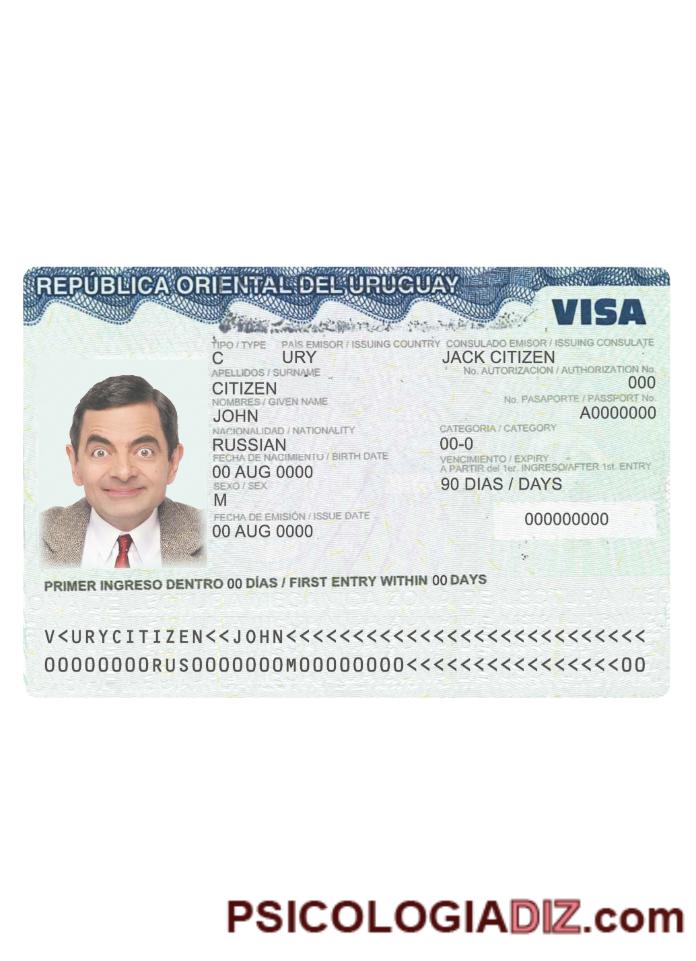 REPÚBLICA ORIENTAL DEL URUGUAY
VISA
TIPO / TYPE PAÍS EMISOR / ISSUING COUNTRY CONSULADO EMISOR / ISSUING CONSULATE
C URY JACK CITIZEN
APELLIDOS / SURNAME No. AUTORIZACION / AUTHORIZATION No.
CITIZEN 000
NOMBRES / GIVEN NAME No. PASAPORTE / PASSPORT No.
JOHN A0000000
NACIONALIDAD / NATIONALITY CATEGORIA / CATEGORY
RUSSIAN 00-0
FECHA DE NACIMIENTO / BIRTH DATE VENCIMIENTO / EXPIRY
A PARTIR del 1er. INGRESO/AFTER 1st. ENTRY
00 AUG 0000 90 DIAS / DAYS
SEXO / SEX
M
FECHA DE EMISIÓN / ISSUE DATE
00 AUG 0000 000000000
PRIMER INGRESO DENTRO 00 DÍAS / FIRST ENTRY WITHIN 00 DAYS
V<URYCITIZEN<<JOHN<<<<<<<<<<<<<<<<<<<<<<<<<<
00000000RUS0000000M00000000<<<<<<<<<<<<<<<<00
PSICOLOGIADIZ.com